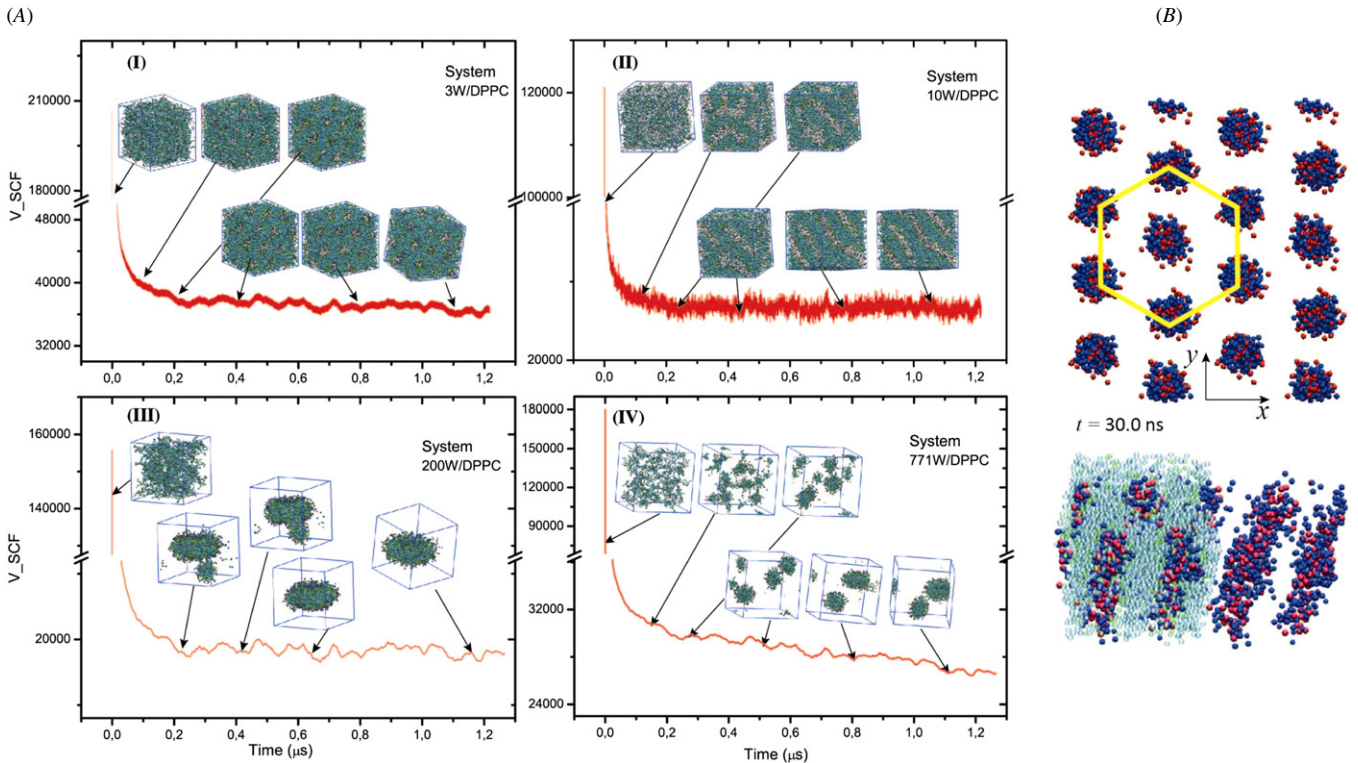 (A)
(B)
(I)
System
3W/DPPC
V_SCF
210000
180000
48000
40000
32000
0,0 0,2 0,4 0,6 0,8 1,0 1,2
(II)
System
10W/DPPC
120000
100000
20000
0,0 0,2 0,4 0,6 0,8 1,0 1,2
(III)
System
200W/DPPC
V_SCF
160000
140000
20000
0,0 0,2 0,4 0,6 0,8 1,0 1,2
Time (μs)
(IV)
System
771W/DPPC
180000
150000
120000
90000
32000
24000
0,0 0,2 0,4 0,6 0,8 1,0 1,2
Time (μs)
y
x
t = 30.0 ns